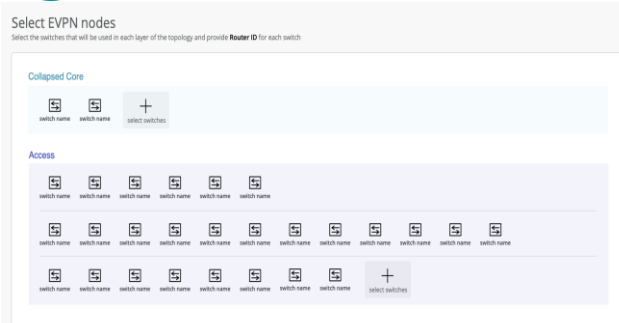 Select EVPN nodes
Select the switches that will be used in each layer of the topology and provide Router ID for each switch
Collapsed Core
switch name switch name select switches
Access
switch name switch name switch name switch name switch name switch name
switch name switch name switch name switch name switch name switch name switch name switch name switch name switch name switch name switch name
switch name switch name switch name switch name switch name switch name switch name switch name select switches